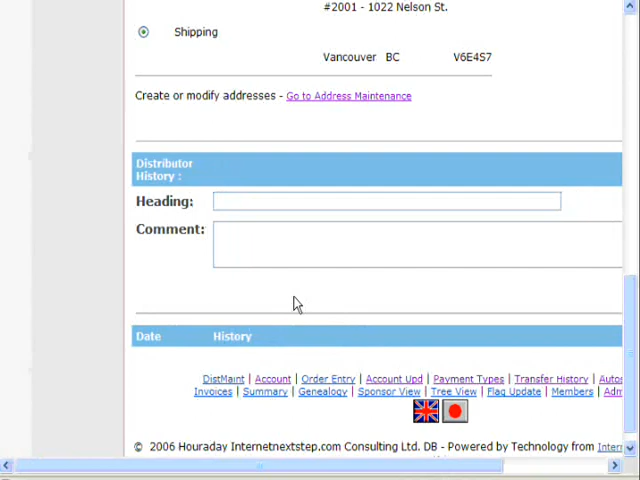 #2001 - 1022 Nelson St.
Shipping
Vancouver BC V6E4S7
Create or modify addresses - Go to Address Maintenance
Distributor
History :
Heading:
Comment:
Date History
DistMaint | Account | Order Entry | Account Upd | Payment Types | Transfer History |
Invoices | Summary | Genealogy | Sponsor View | Tree View | Flag Update | Members |
© 2006 Houraday Internetnextstep.com Consulting Ltd. DB - Powered by Technology from